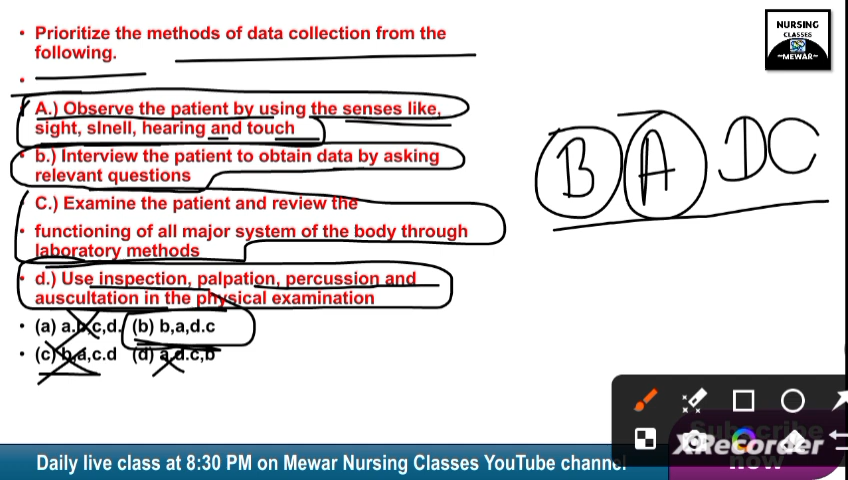 • Prioritize the methods of data collection from the
following.
•
A.) Observe the patient by using the senses like,
sight, slnell, hearing and touch
• b.) Interview the patient to obtain data by asking
relevant questions
C.) Examine the patient and review the
• functioning of all major system of the body through
laboratory methods
• d.) Use inspection, palpation, percussion and
auscultation in the physical examination
• (a) a.b,c,d. (b) b,a,d.c
• (c) b,a,c.d (d) a.d.c,b
B A D C
NURSING
CLASSES
~MEWAR~
Subscribe
now
XRecorder
Daily live class at 8:30 PM on Mewar Nursing Classes YouTube channel